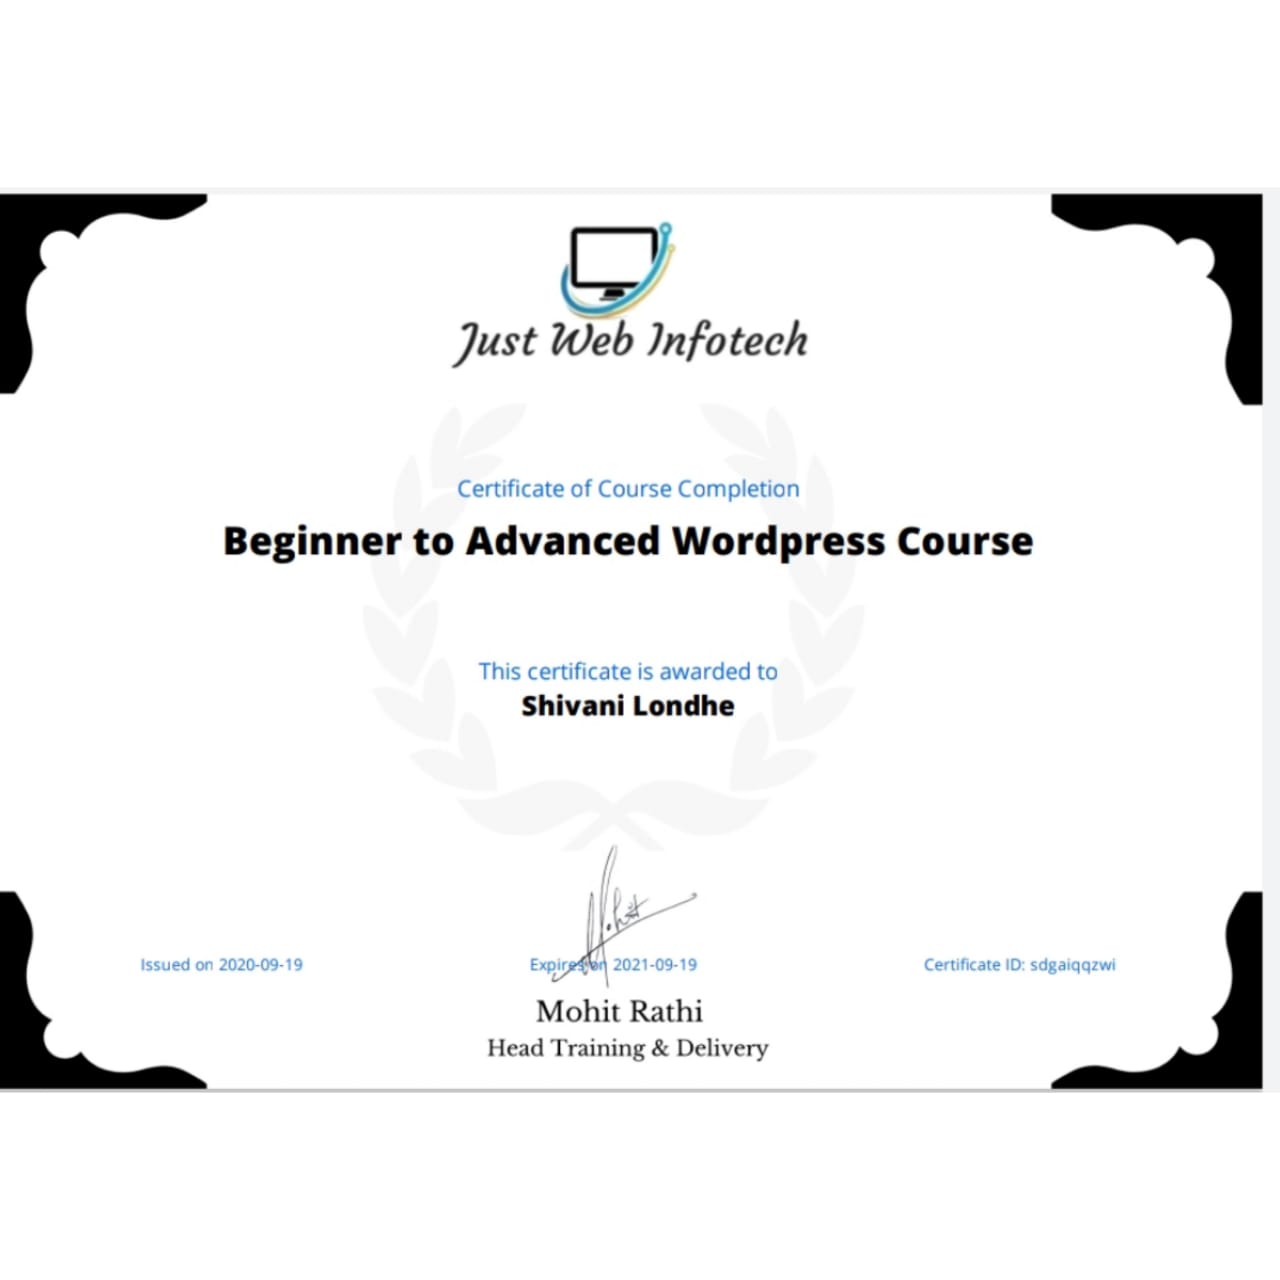 Just Web Infotech
Certificate of Course Completion
Beginner to Advanced Wordpress Course
This certificate is awarded to
Shivani Londhe
Mohit
Issued on 2020-09-19
Expires on 2021-09-19
Certificate ID: sdgaiqqzwi
Mohit Rathi
Head Training & Delivery